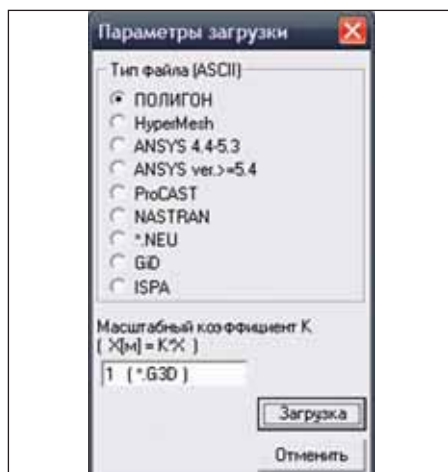 Параметры загрузки
Тип файла (ASCII)
ПОЛИГОН
HyperMesh
ANSYS 4.4-5.3
ANSYS ver.>=5.4
ProCAST
NASTRAN
*.NEU
GiD
ISPA
Масштабный коэффициент K
( X[м] = K*X )
1 ( *.G3D )
Загрузка
Отменить